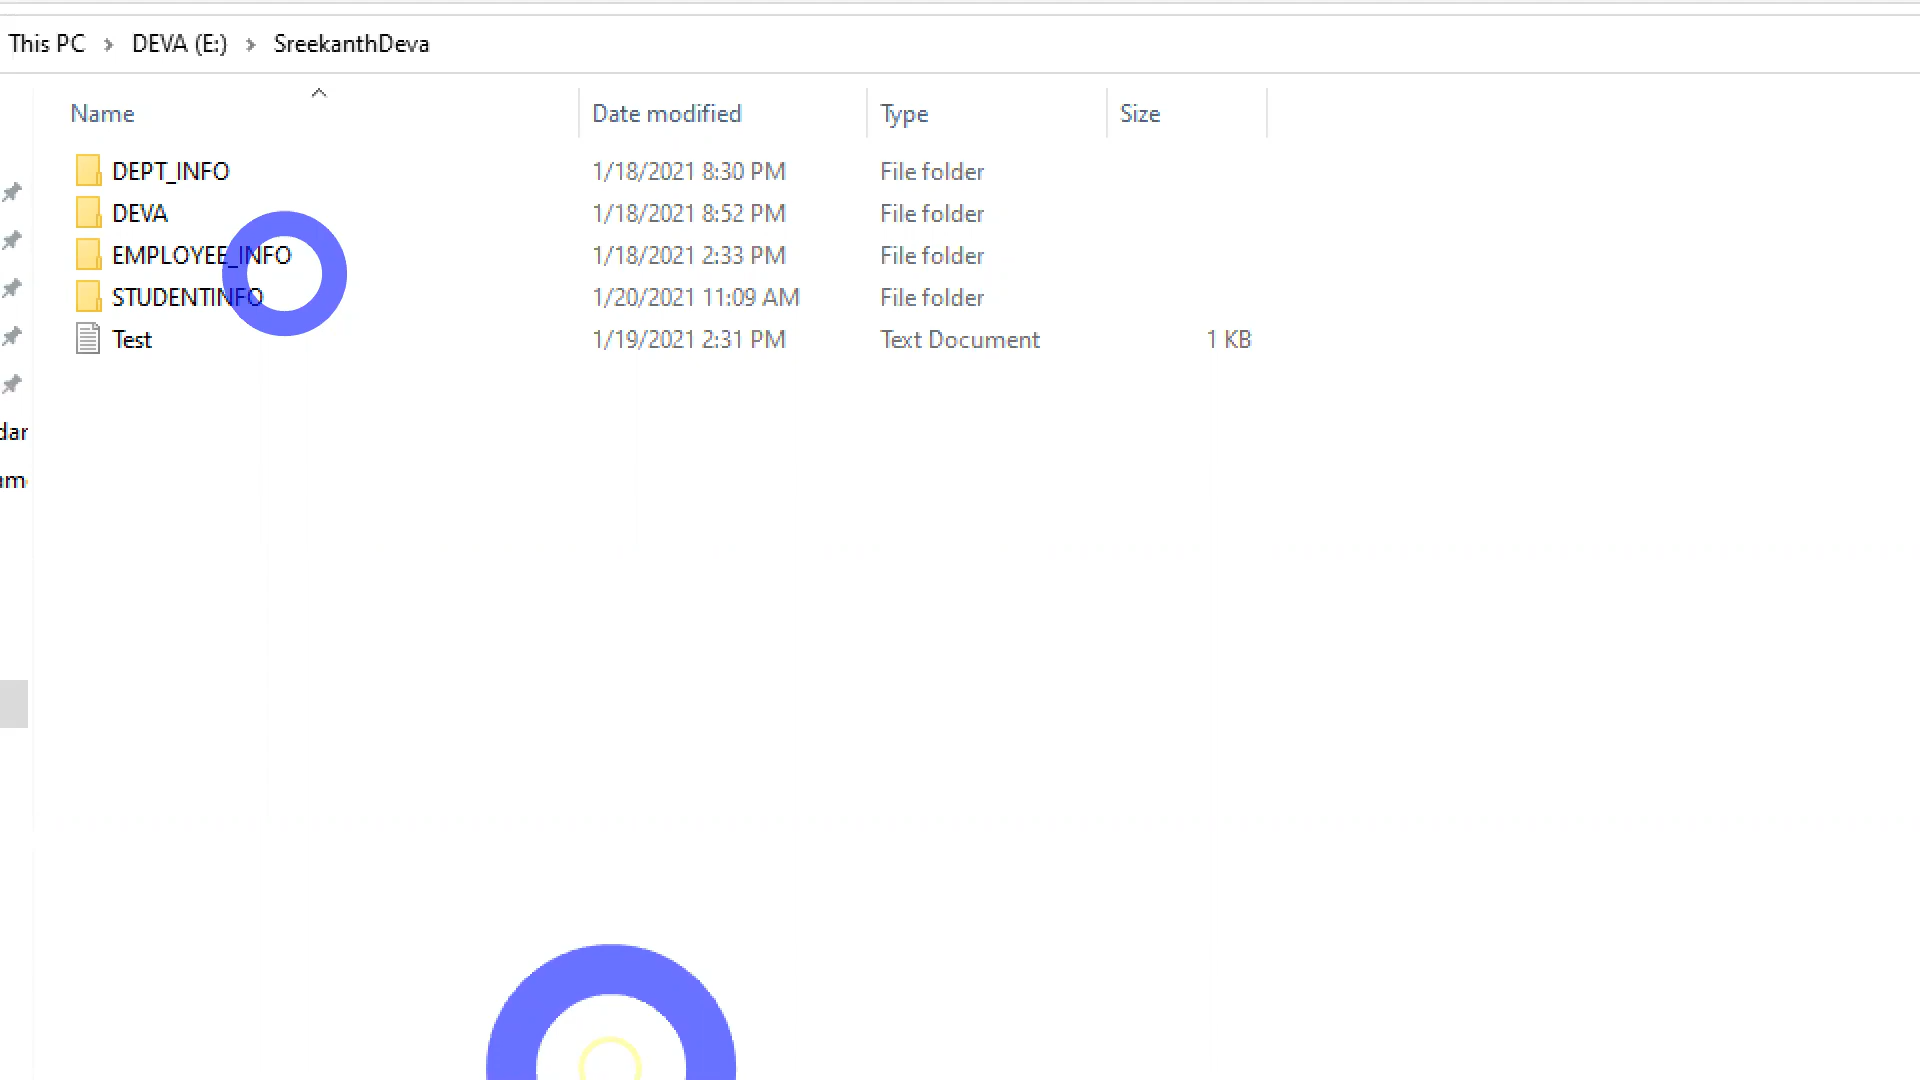 This PC > DEVA (E:) > SreekanthDeva
Name Date modified Type Size
DEPT_INFO 1/18/2021 8:30 PM File folder
DEVA 1/18/2021 8:52 PM File folder
EMPLOYEE_INFO 1/18/2021 2:33 PM File folder
STUDENTINFO 1/20/2021 11:09 AM File folder
Test 1/19/2021 2:31 PM Text Document 1 KB
dar
am